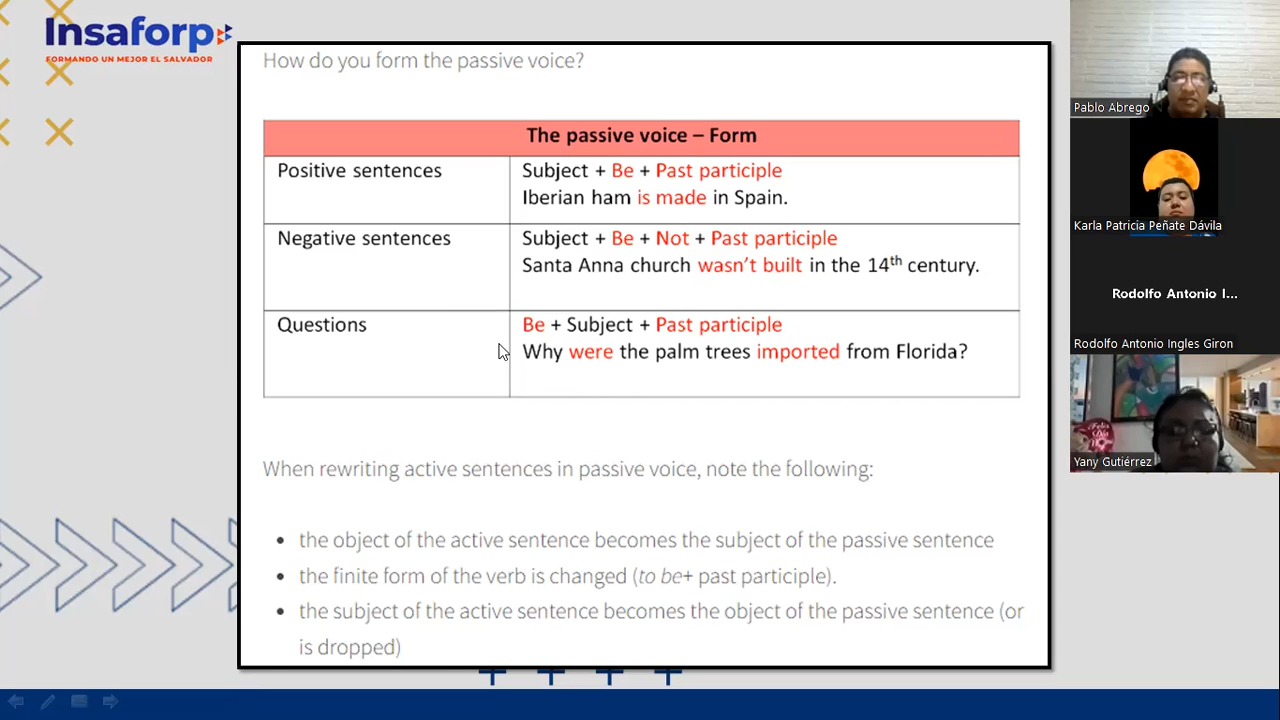 Insaforp
FORMANDO UN MEJOR EL SALVADOR
How do you form the passive voice?
The passive voice – Form
Positive sentences
Subject + Be + Past participle
Iberian ham is made in Spain.
Negative sentences
Subject + Be + Not + Past participle
Santa Anna church wasn't built in the 14th century.
Questions
Be + Subject + Past participle
Why were the palm trees imported from Florida?
When rewriting active sentences in passive voice, note the following:
• the object of the active sentence becomes the subject of the passive sentence
• the finite form of the verb is changed (to be+ past participle).
• the subject of the active sentence becomes the object of the passive sentence (or
is dropped)
Pablo Abrego
Karla Patricia Peñate Dávila
Rodolfo Antonio I...
Rodolfo Antonio Ingles Giron
Yany Gutiérrez